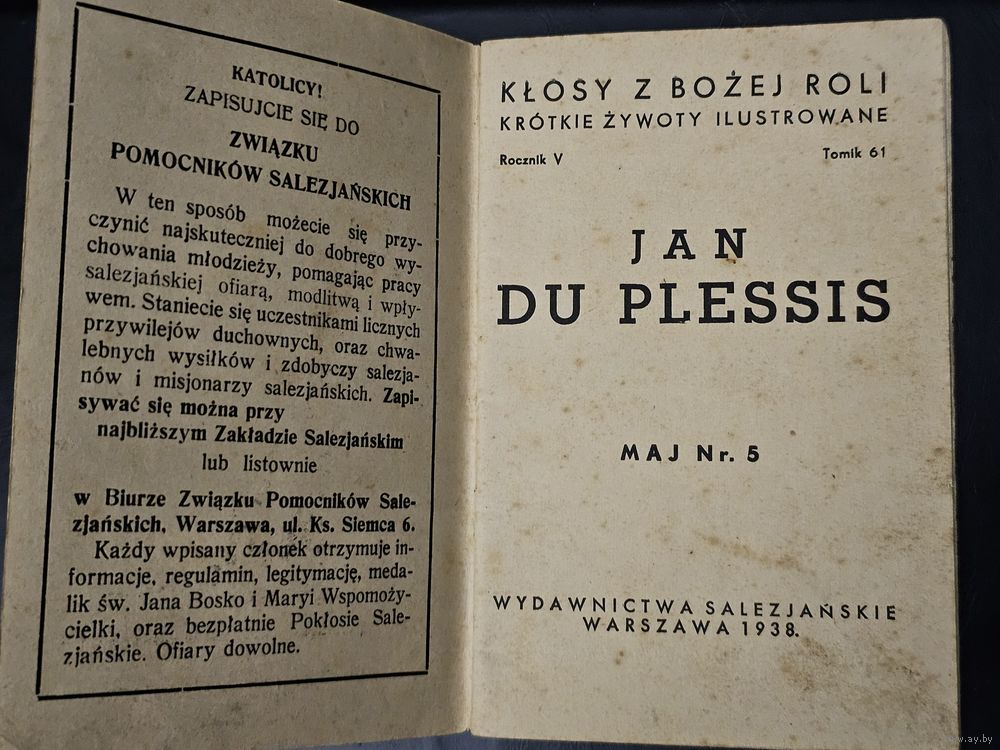 KATOLICY!
ZAPISUJCIE SIĘ DO
ZWIĄZKU
POMOCNIKÓW SALEZJAŃSKICH
W ten sposób możecie się przy-
czynić najskuteczniej do dobrego wy-
chowania młodzieży, pomagając pracy
salezjańskiej ofiarą, modlitwą i wpły-
wem. Staniecie się uczestnikami licznych
przywilejów duchownych, oraz chwa-
lebnych wysiłków i zdobyczy salezja-
nów i misjonarzy salezjańskich. Zapi-
sywać się można przy
najbliższym Zakładzie Salezjańskim
lub listownie
w Biurze Związku Pomocników Sale-
zjańskich, Warszawa, ul. Ks. Siemca 6.
Każdy wpisany członek otrzymuje in-
formacje, regulamin, legitymację, meda-
lik św. Jana Bosko i Maryi Wspomoży-
cielki, oraz bezpłatnie Pokłosie Sale-
zjańskie. Ofiary dowolne.
KŁOSY Z BOŻEJ ROLI
KRÓTKIE ŻYWOTY ILUSTROWANE
Rocznik V Tomik 61
JAN
DU PLESSIS
MAJ Nr. 5
WYDAWNICTWA SALEZJAŃSKIE
WARSZAWA 1938.
www.ay.by